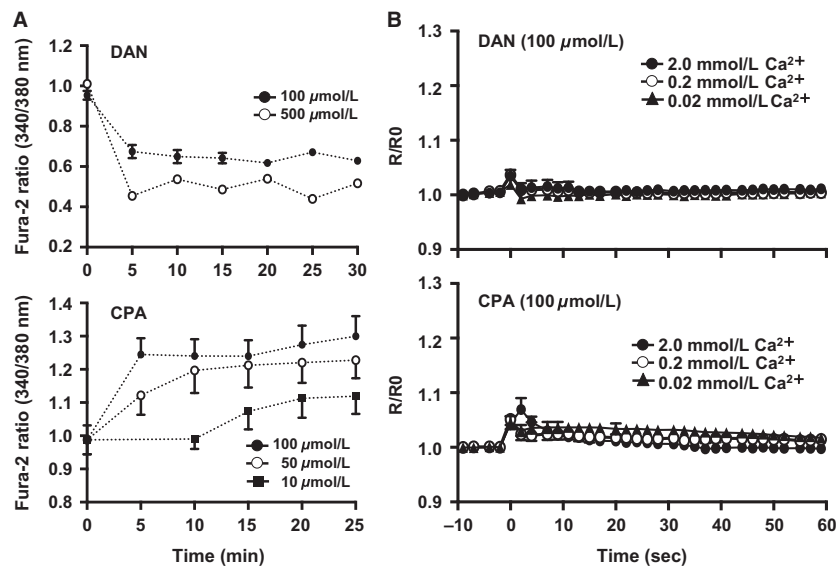 A
DAN
100 µmol/L
500 µmol/L
Fura-2 ratio (340/380 nm)
1.2
1.0
0.8
0.6
0.4
0.2
0 5 10 15 20 25 30
CPA
100 µmol/L
50 µmol/L
10 µmol/L
Fura-2 ratio (340/380 nm)
1.4
1.3
1.2
1.1
1.0
0.9
0.8
0 5 10 15 20 25
Time (min)
B
DAN (100 µmol/L)
2.0 mmol/L Ca²⁺
0.2 mmol/L Ca²⁺
0.02 mmol/L Ca²⁺
R/R0
1.3
1.2
1.1
1.0
0.9
CPA (100 µmol/L)
2.0 mmol/L Ca²⁺
0.2 mmol/L Ca²⁺
0.02 mmol/L Ca²⁺
R/R0
1.3
1.2
1.1
1.0
0.9
–10 0 10 20 30 40 50 60
Time (sec)